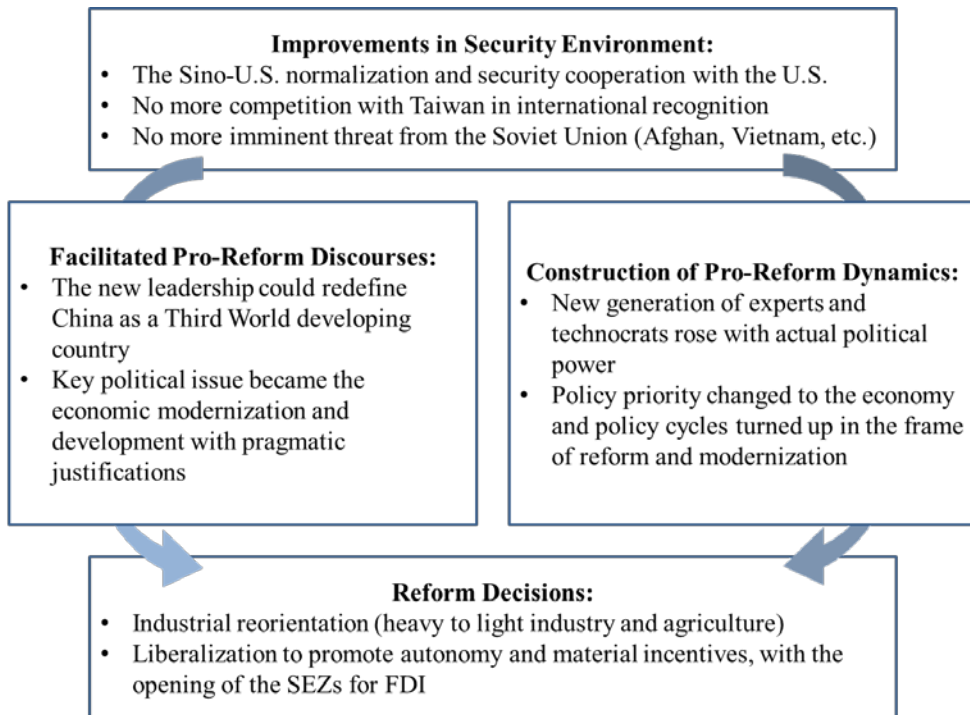 Improvements in Security Environment:
• The Sino-U.S. normalization and security cooperation with the U.S.
• No more competition with Taiwan in international recognition
• No more imminent threat from the Soviet Union (Afghan, Vietnam, etc.)
Facilitated Pro-Reform Discourses:
• The new leadership could redefine
China as a Third World developing
country
• Key political issue became the
economic modernization and
development with pragmatic
justifications
Construction of Pro-Reform Dynamics:
• New generation of experts and
technocrats rose with actual political
power
• Policy priority changed to the economy
and policy cycles turned up in the frame
of reform and modernization
Reform Decisions:
• Industrial reorientation (heavy to light industry and agriculture)
• Liberalization to promote autonomy and material incentives, with the
opening of the SEZs for FDI